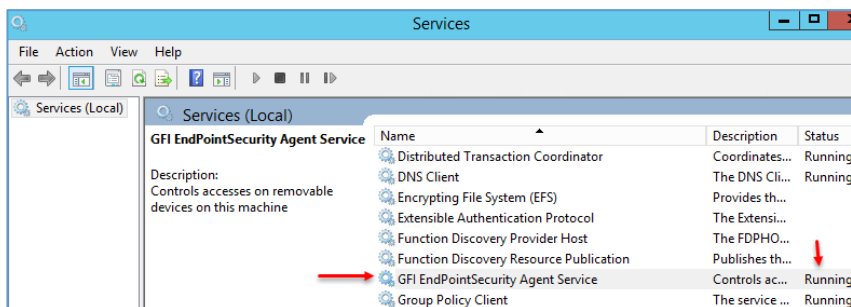 Services
File Action View Help
Services (Local)
Services (Local)
GFI EndPointSecurity Agent Service
Description:
Controls accesses on removable
devices on this machine
Name Description Status
Distributed Transaction Coordinator Coordinates... Running
DNS Client The DNS Cli... Running
Encrypting File System (EFS) Provides th...
Extensible Authentication Protocol The Extensi...
Function Discovery Provider Host The FDPHO...
Function Discovery Resource Publication Publishes th...
GFI EndPointSecurity Agent Service Controls ac... Running
Group Policy Client The service ... Running